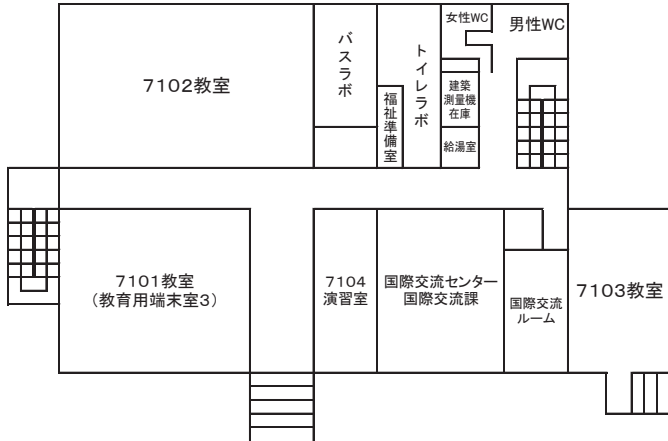 女性WC
男性WC
バスラボ
トイレラボ
7102教室
建築
測量機
在庫
福祉準備室
給湯室
7101教室
（教育用端末室3）
7104
演習室
国際交流センター
国際交流課
国際交流
ルーム
7103教室